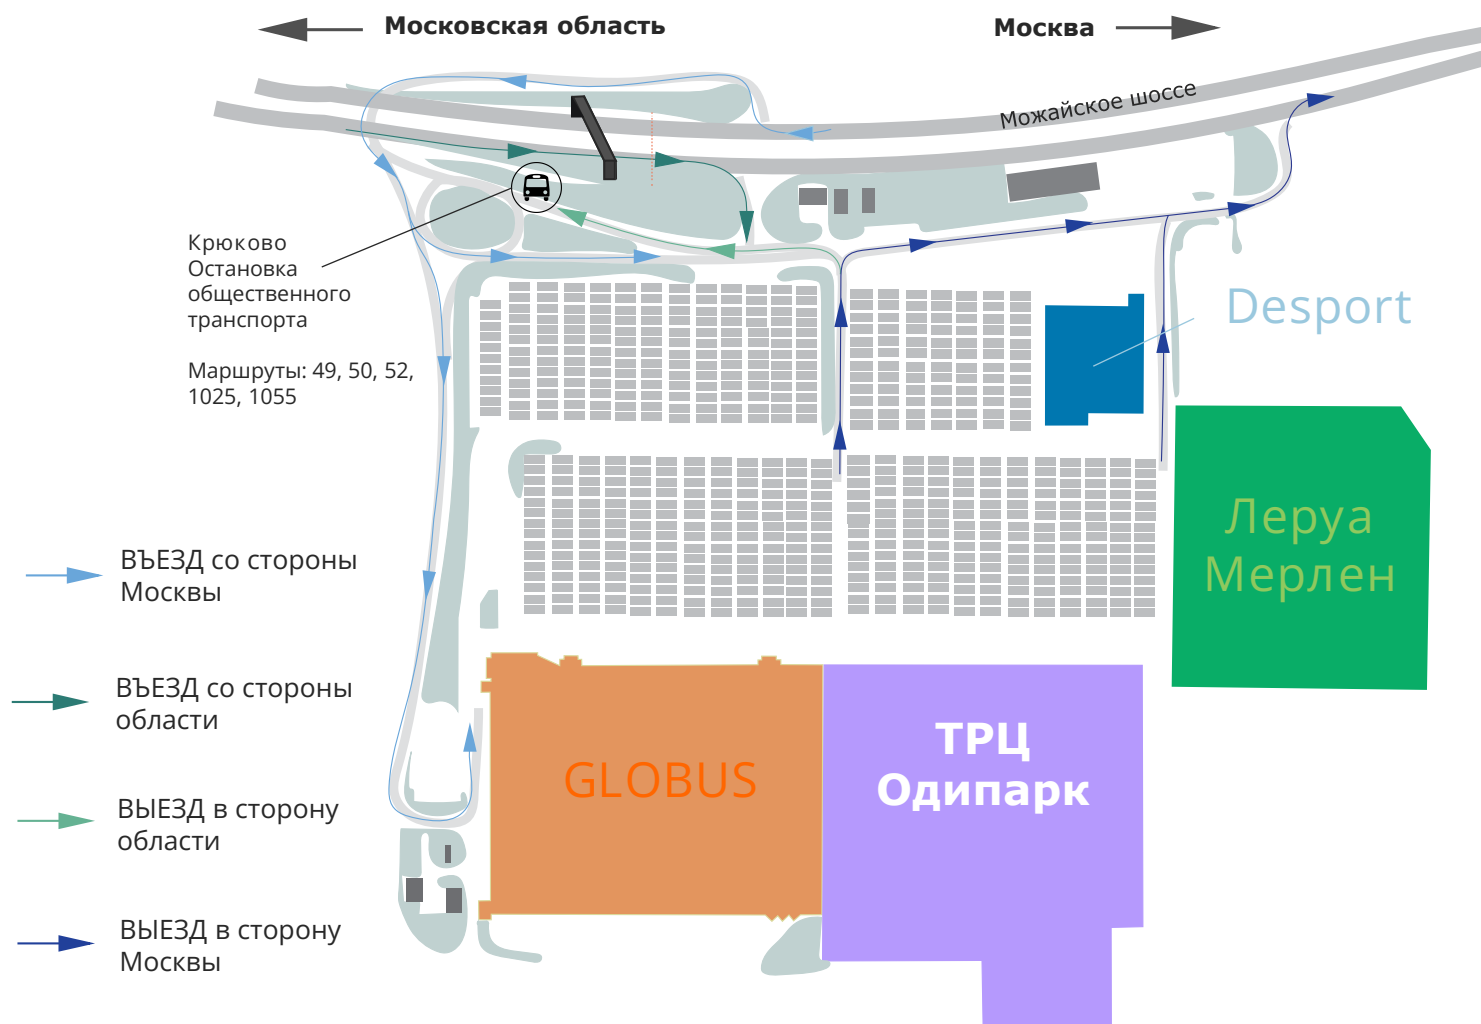 Московская область
Москва
Можайское шоссе
Крюково
Остановка
общественного
транспорта
Маршруты: 49, 50, 52,
1025, 1055
Desport
Леруа
Мерлен
ВЪЕЗД со стороны
Москвы
ВЪЕЗД со стороны
области
ВЫЕЗД в сторону
области
ВЫЕЗД в сторону
Москвы
GLOBUS
ТРЦ
Одипарк